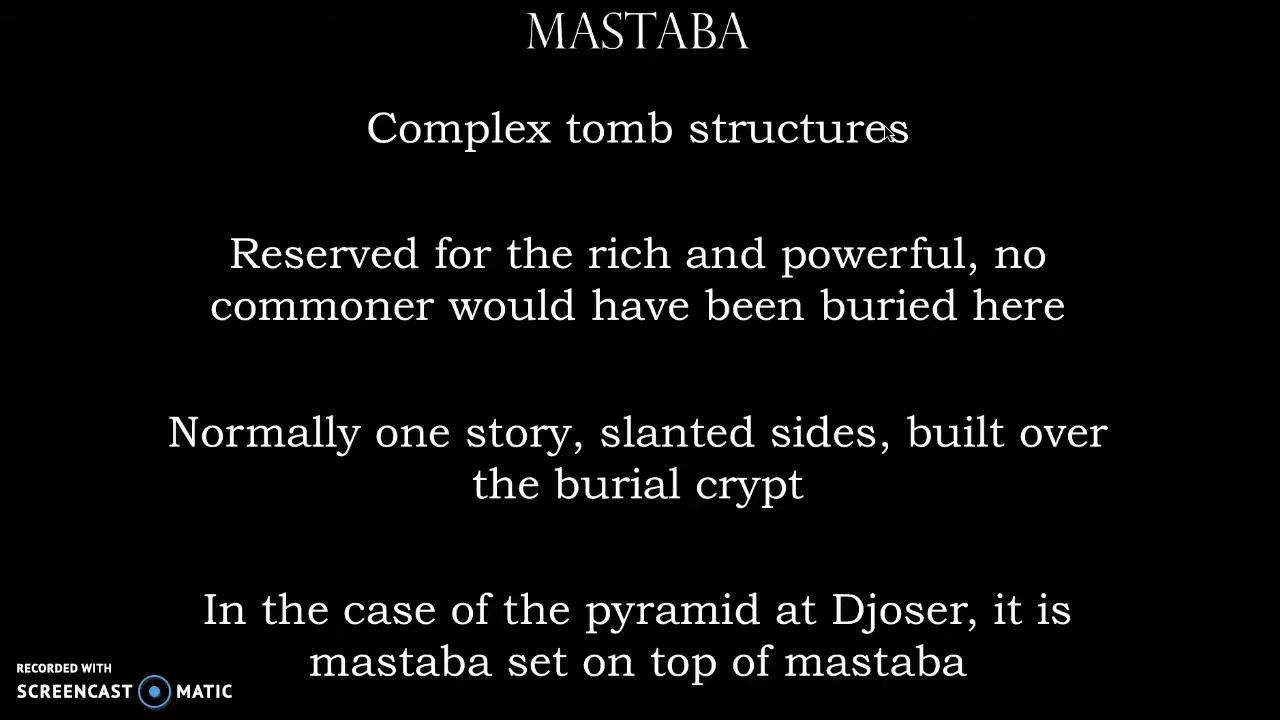 MASTABA
Complex tomb structures
Reserved for the rich and powerful, no
commoner would have been buried here
Normally one story, slanted sides, built over
the burial crypt
In the case of the pyramid at Djoser, it is
mastaba set on top of mastaba
RECORDED WITH
SCREENCAST MATIC